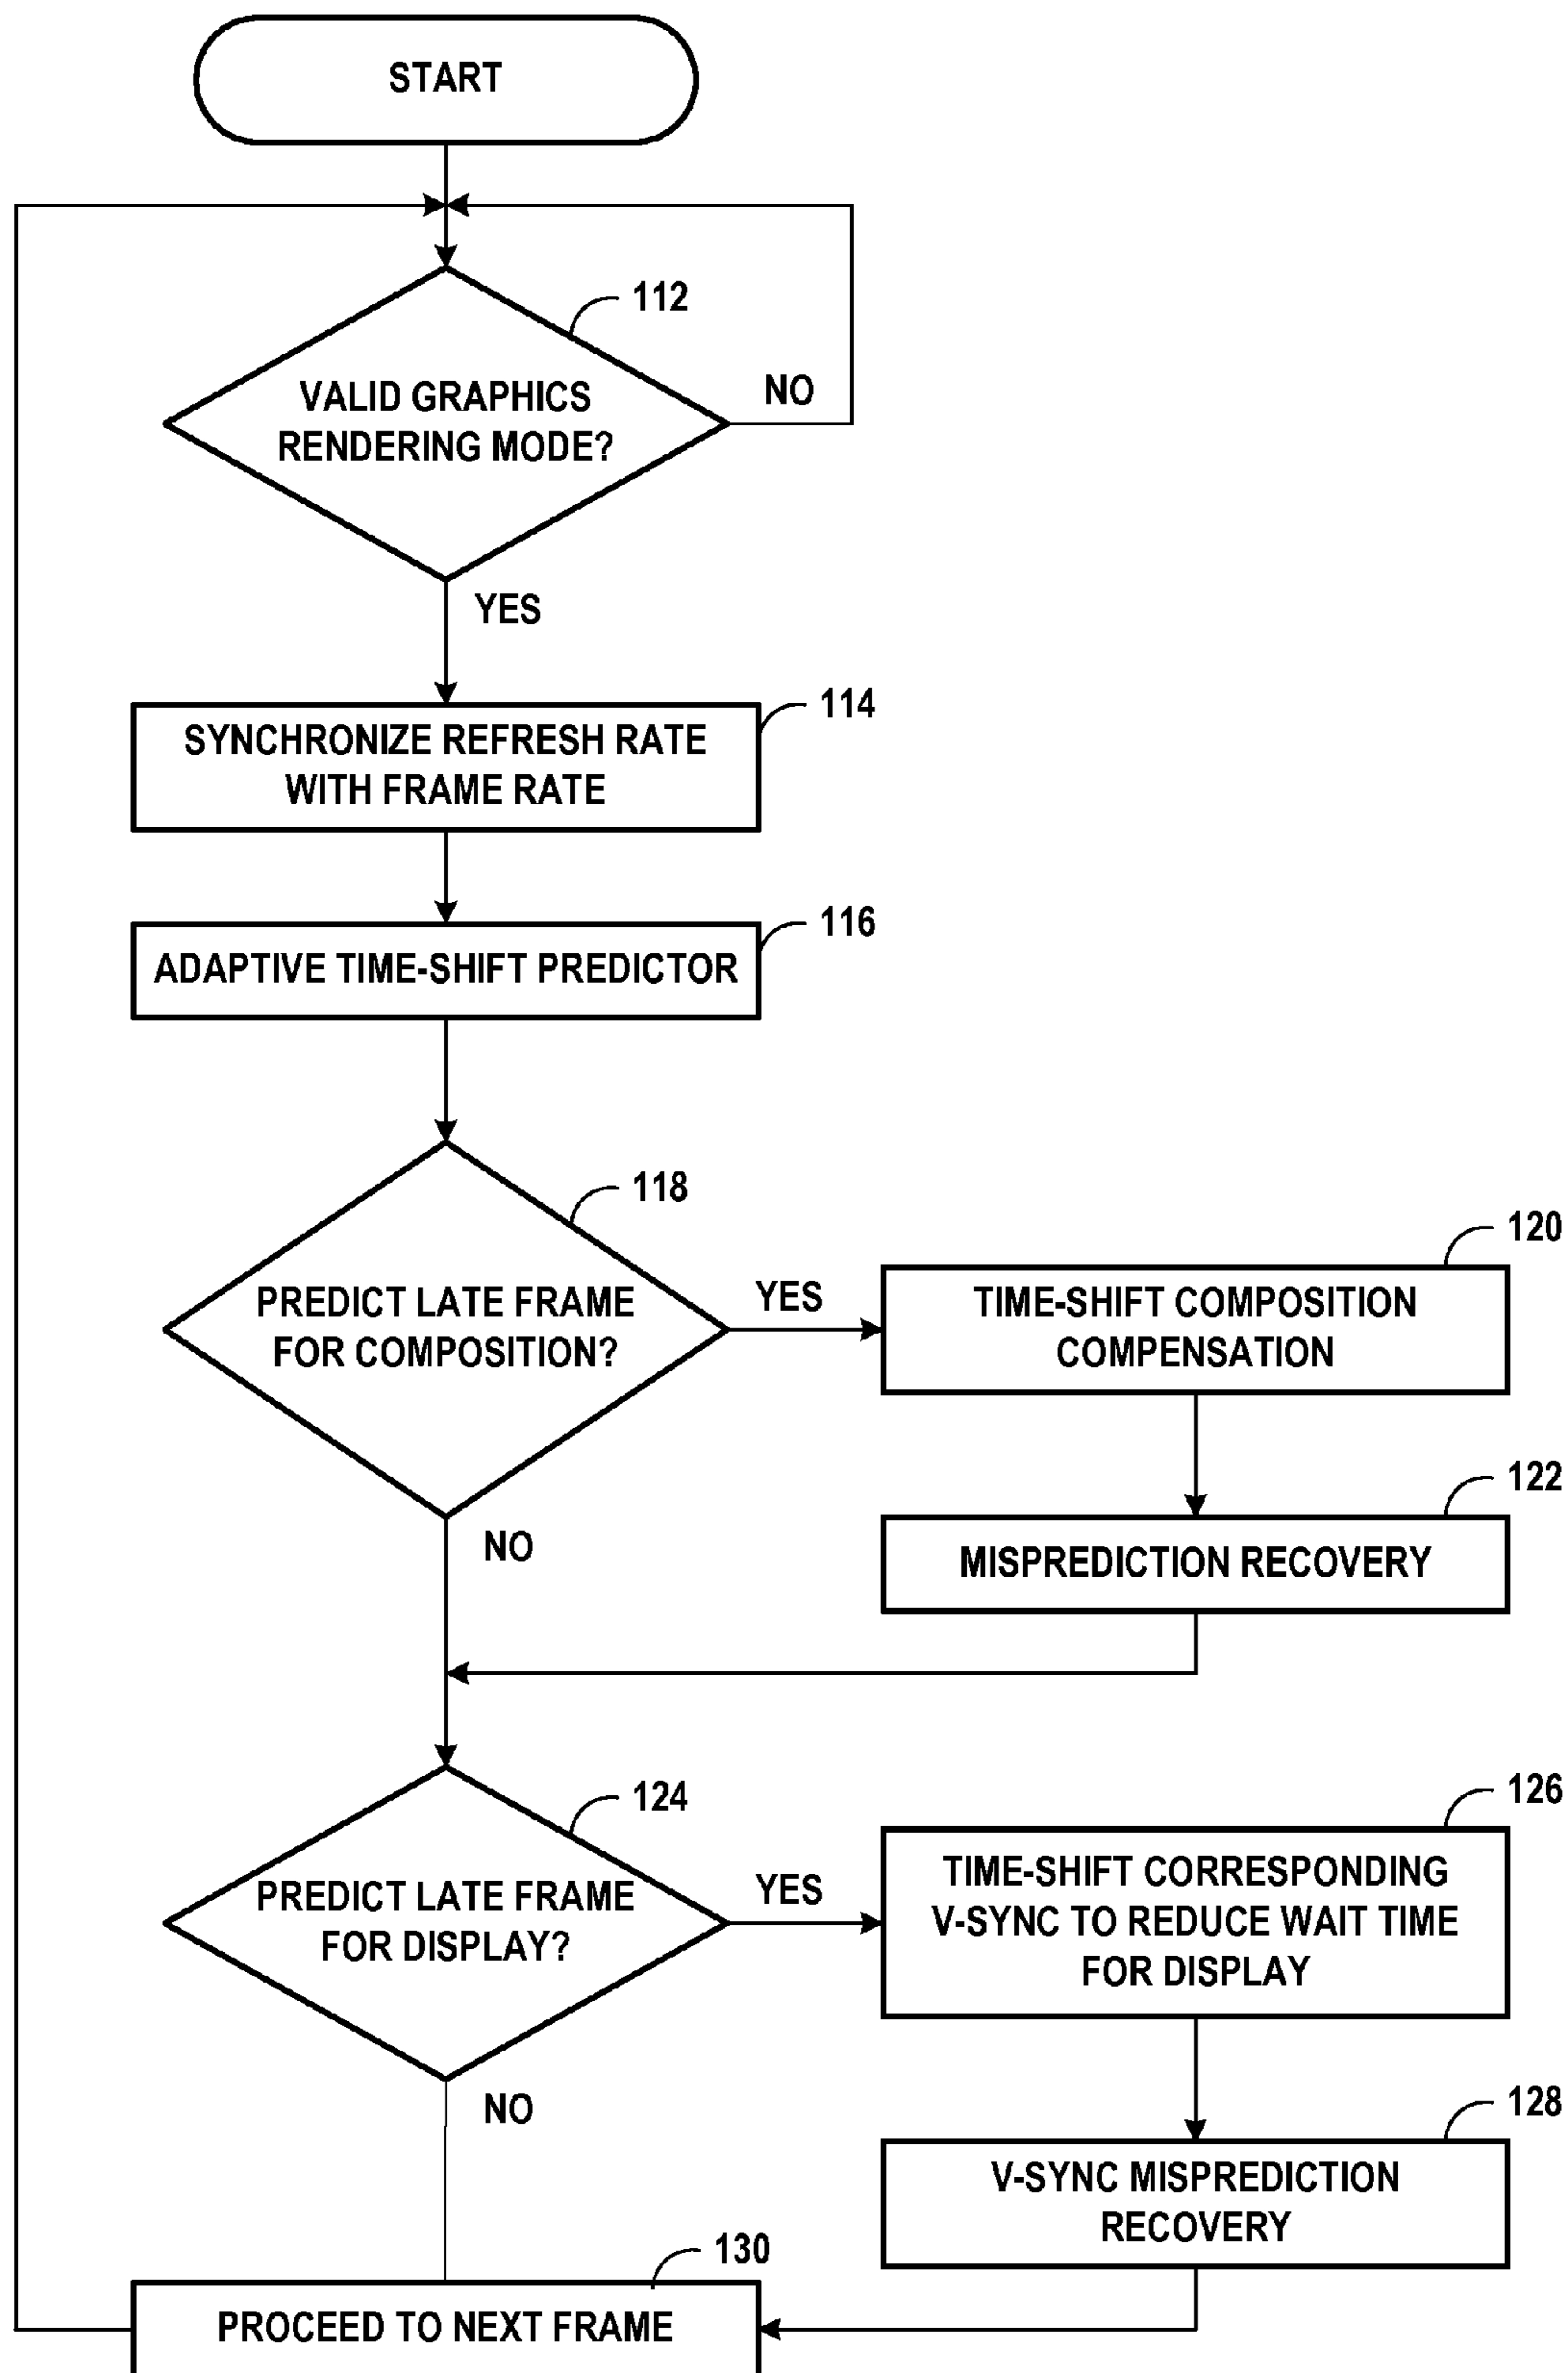 START
112
VALID GRAPHICS
RENDERING MODE?
NO
YES
114
SYNCHRONIZE REFRESH RATE
WITH FRAME RATE
116
ADAPTIVE TIME-SHIFT PREDICTOR
118
PREDICT LATE FRAME
FOR COMPOSITION?
YES
NO
120
TIME-SHIFT COMPOSITION
COMPENSATION
122
MISPREDICTION RECOVERY
124
PREDICT LATE FRAME
FOR DISPLAY?
YES
NO
126
TIME-SHIFT CORRESPONDING
V-SYNC TO REDUCE WAIT TIME
FOR DISPLAY
128
V-SYNC MISPREDICTION
RECOVERY
130
PROCEED TO NEXT FRAME